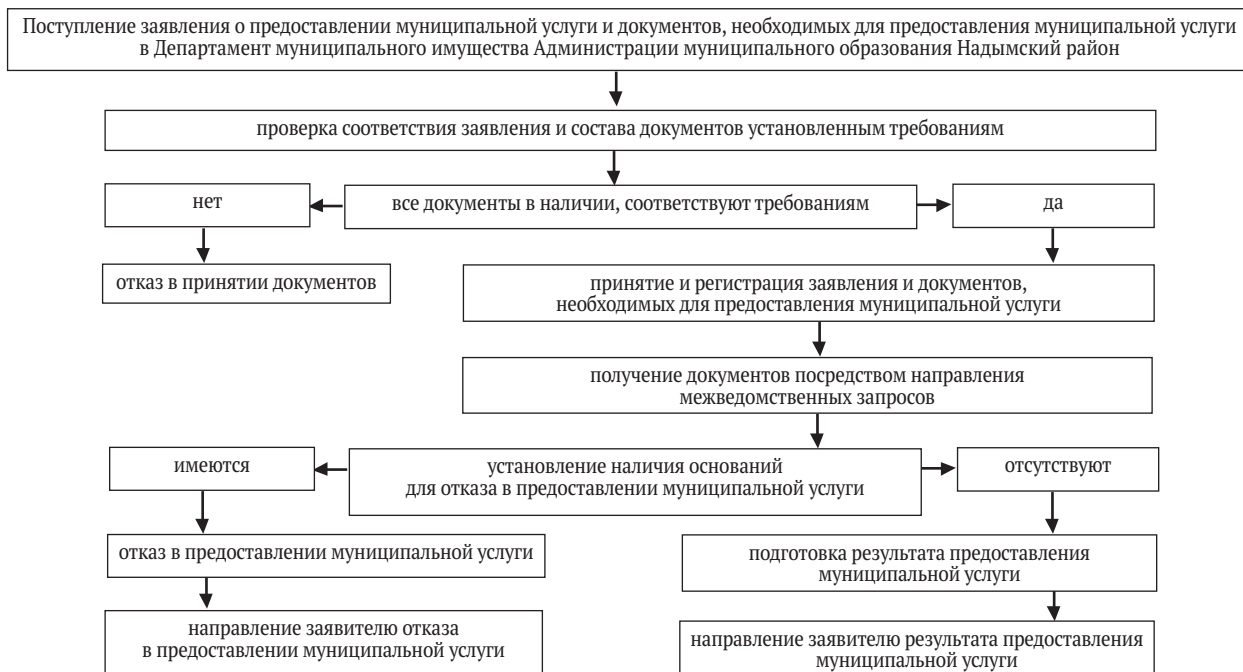 Поступление заявления о предоставлении муниципальной услуги и документов, необходимых для предоставления муниципальной услуги
в Департамент муниципального имущества Администрации муниципального образования Надымский район
проверка соответствия заявления и состава документов установленным требованиям
нет
все документы в наличии, соответствуют требованиям
да
отказ в принятии документов
принятие и регистрация заявления и документов,
необходимых для предоставления муниципальной услуги
получение документов посредством направления
межведомственных запросов
имеются
установление наличия оснований
для отказа в предоставлении муниципальной услуги
отсутствуют
отказ в предоставлении муниципальной услуги
подготовка результата предоставления
муниципальной услуги
направление заявителю отказа
в предоставлении муниципальной услуги
направление заявителю результата предоставления
муниципальной услуги